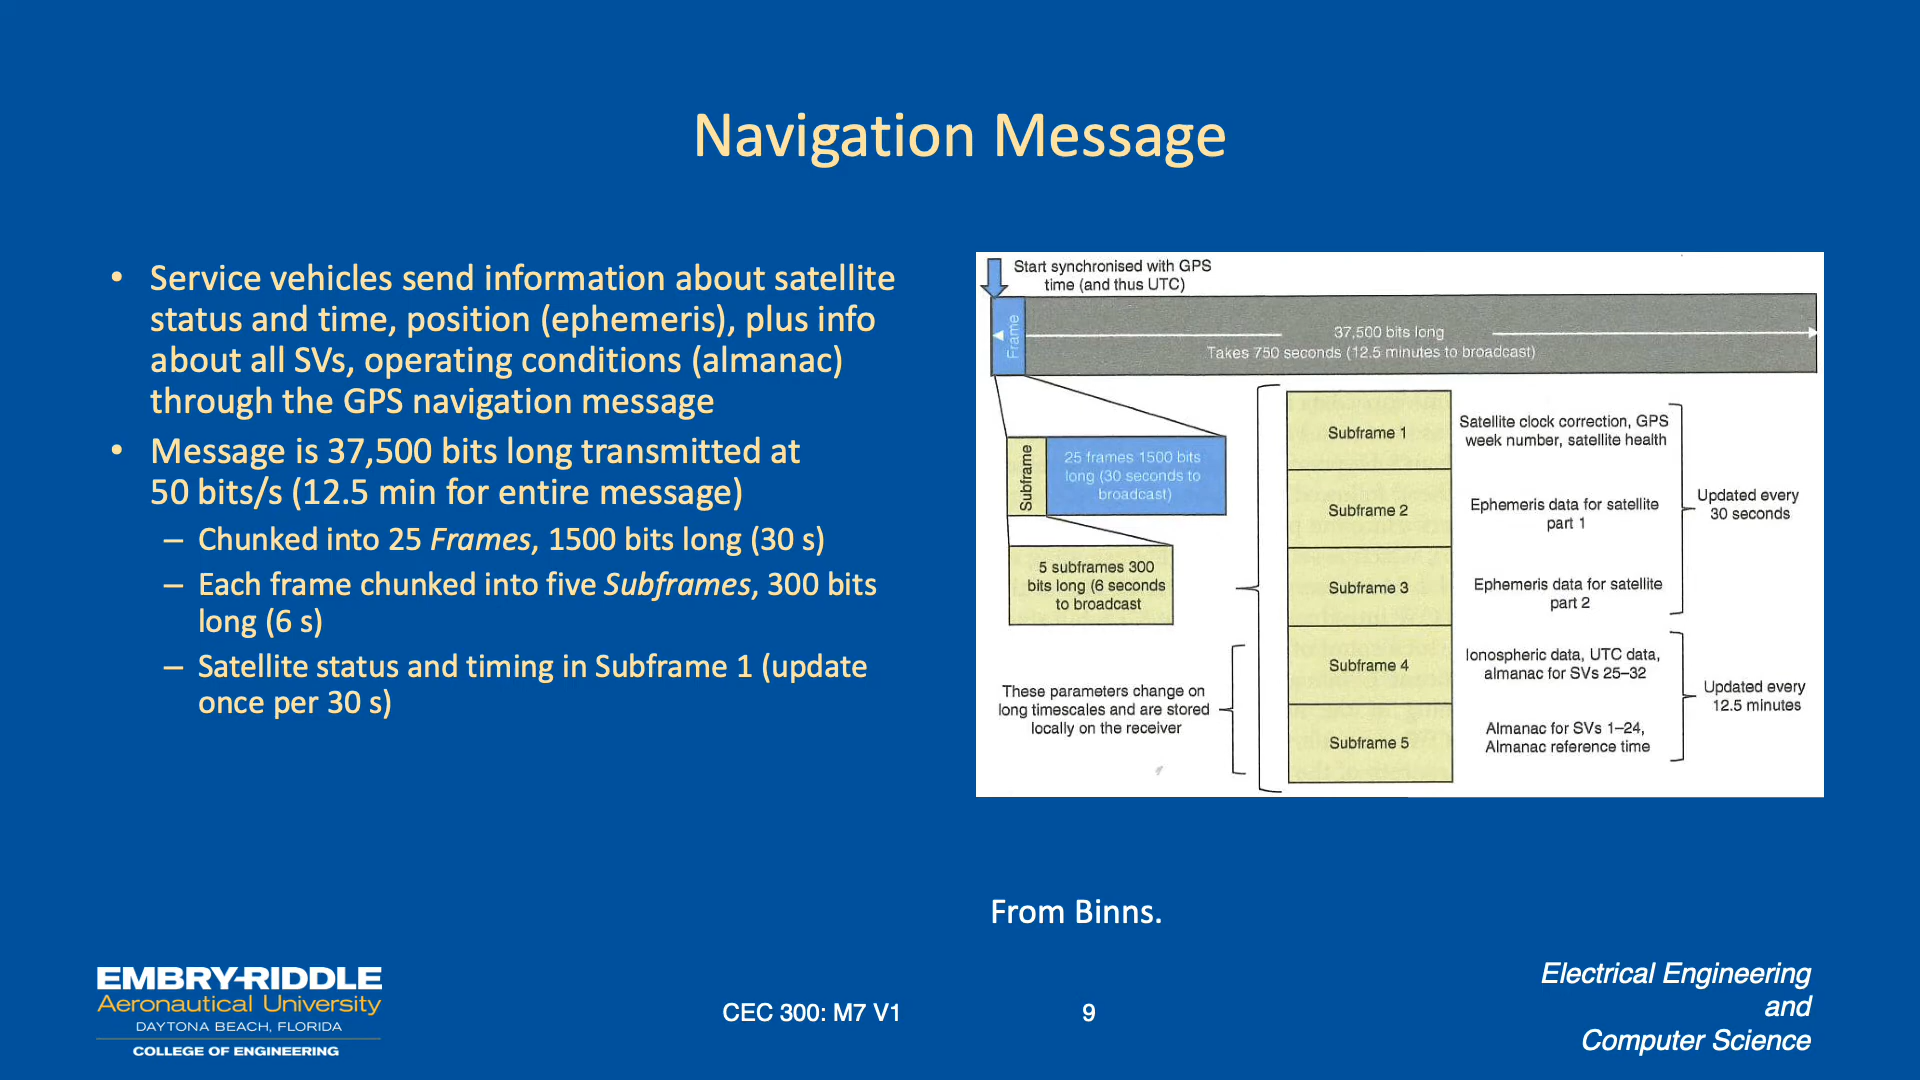 Navigation Message
• Service vehicles send information about satellite
status and time, position (ephemeris), plus info
about all SVs, operating conditions (almanac)
through the GPS navigation message
• Message is 37,500 bits long transmitted at
50 bits/s (12.5 min for entire message)
– Chunked into 25 Frames, 1500 bits long (30 s)
– Each frame chunked into five Subframes, 300 bits
long (6 s)
– Satellite status and timing in Subframe 1 (update
once per 30 s)
Start synchronised with GPS
time (and thus UTC)
Frame
37,500 bits long
Takes 750 seconds (12.5 minutes to broadcast)
Subframe
25 frames 1500 bits
long (30 seconds to
broadcast)
5 subframes 300
bits long (6 seconds
to broadcast
These parameters change on
long timescales and are stored
locally on the receiver
Subframe 1
Satellite clock correction, GPS
week number, satellite health
Subframe 2
Ephemeris data for satellite
part 1
Subframe 3
Ephemeris data for satellite
part 2
Updated every
30 seconds
Subframe 4
Ionospheric data, UTC data,
almanac for SVs 25–32
Subframe 5
Almanac for SVs 1–24,
Almanac reference time
Updated every
12.5 minutes
From Binns.
EMBRY-RIDDLE
Aeronautical University
DAYTONA BEACH, FLORIDA
COLLEGE OF ENGINEERING
CEC 300: M7 V1
9
Electrical Engineering
and
Computer Science